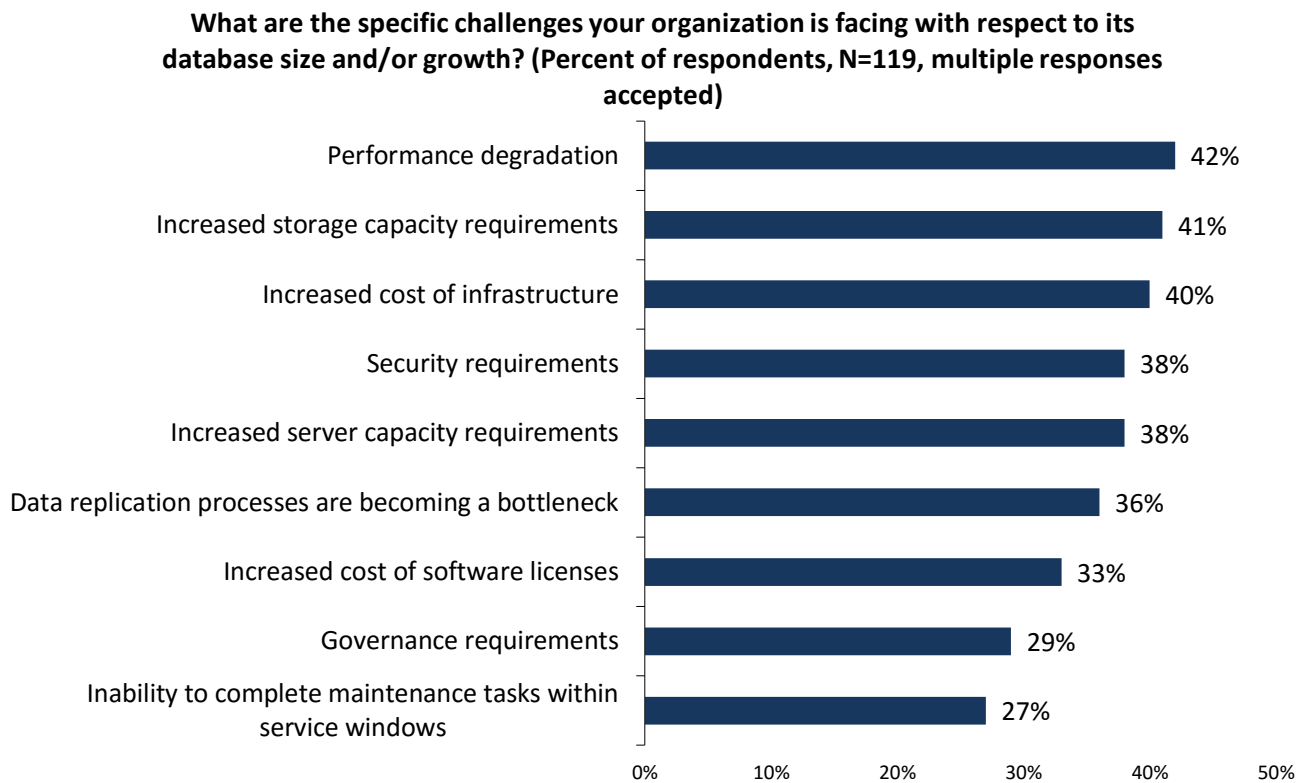 What are the specific challenges your organization is facing with respect to its
database size and/or growth? (Percent of respondents, N=119, multiple responses
accepted)
Performance degradation 42%
Increased storage capacity requirements 41%
Increased cost of infrastructure 40%
Security requirements 38%
Increased server capacity requirements 38%
Data replication processes are becoming a bottleneck 36%
Increased cost of software licenses 33%
Governance requirements 29%
Inability to complete maintenance tasks within
service windows 27%
0% 10% 20% 30% 40% 50%